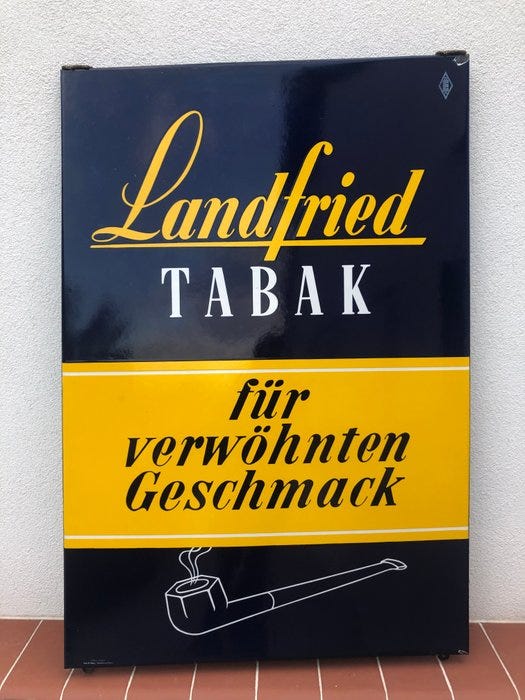 Landfried
TABAK
für
verwöhnten
Geschmack